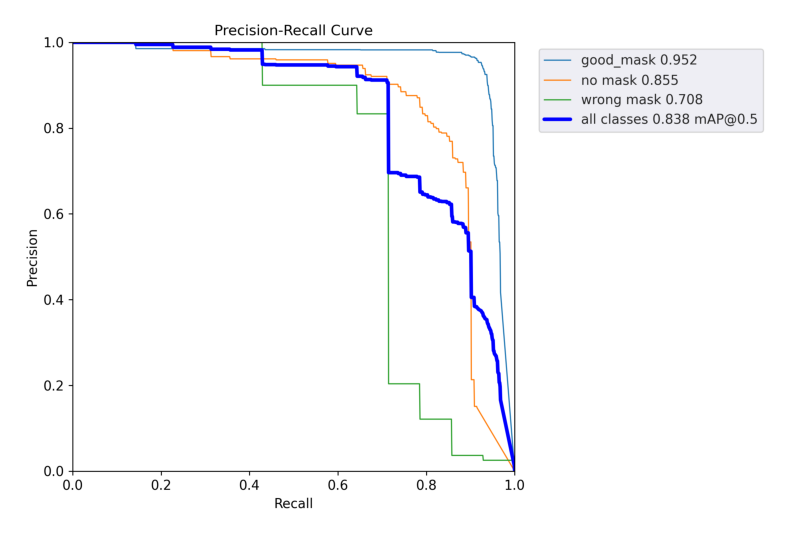 Precision-Recall Curve
1.0
0.8
0.6
0.4
0.2
0.0
Precision
0.0 0.2 0.4 0.6 0.8 1.0
Recall
good_mask 0.952
no mask 0.855
wrong mask 0.708
all classes 0.838 mAP@0.5